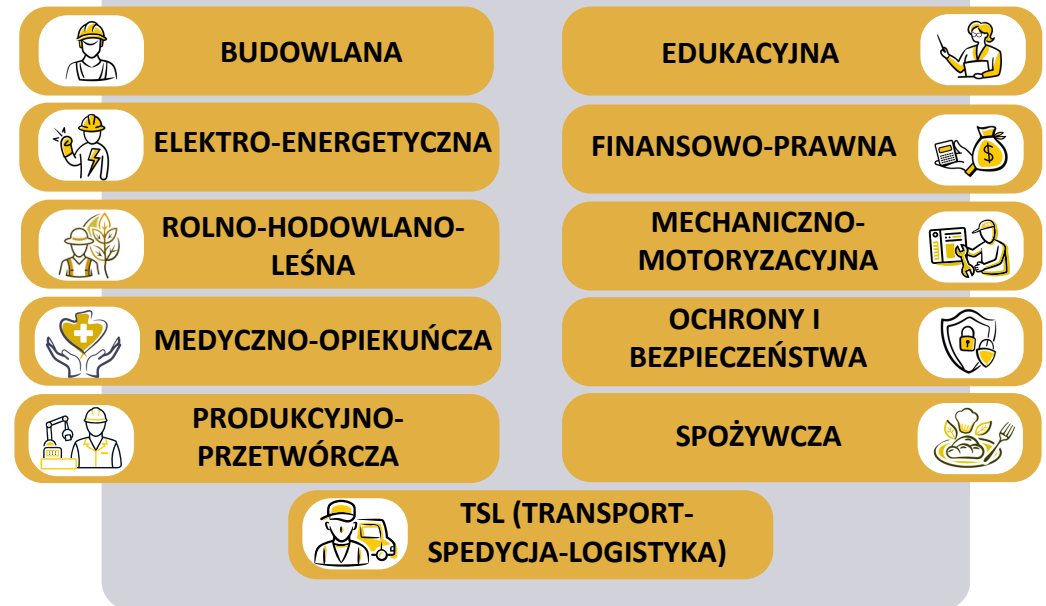 BUDOWLANA
EDUKACYJNA
ELEKTRO-ENERGETYCZNA
FINANSOWO-PRAWNA
ROLNO-HODOWLANO-
LEŚNA
MECHANICZNO-
MOTORYZACYJNA
MEDYCZNO-OPIEKUŃCZA
OCHRONY I
BEZPIECZEŃSTWA
PRODUKCYJNO-
PRZETWÓRCZA
SPOŻYWCZA
TSL (TRANSPORT-
SPEDYCJA-LOGISTYKA)